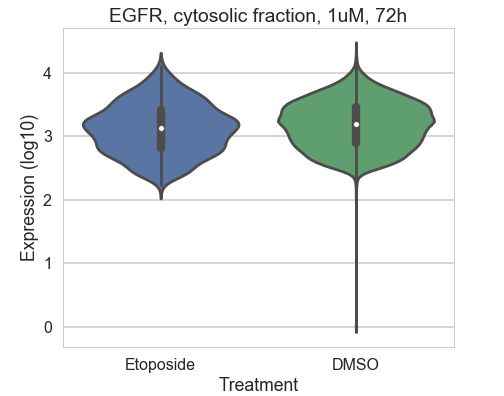 EGFR, cytosolic fraction, 1uM, 72h
Expression (log10)
4
3
2
1
0
Etoposide
DMSO
Treatment